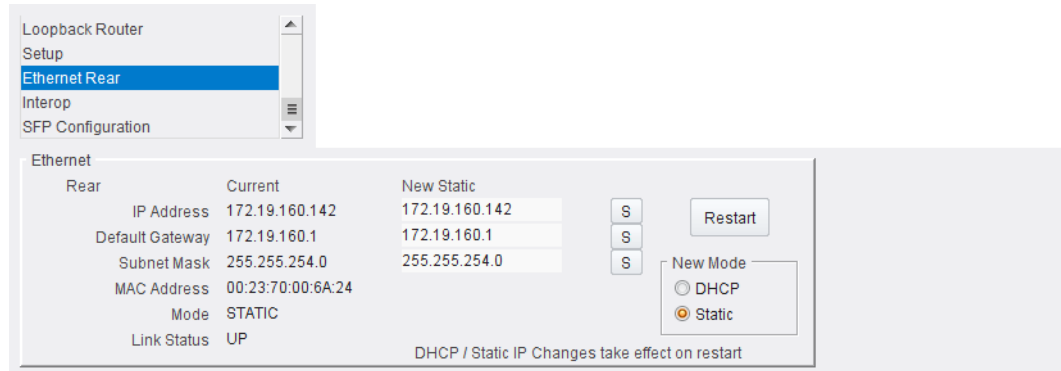 Loopback Router
Setup
Ethernet Rear
Interop
SFP Configuration
Ethernet
Rear Current New Static
IP Address 172.19.160.142 172.19.160.142 S Restart
Default Gateway 172.19.160.1 172.19.160.1 S
Subnet Mask 255.255.254.0 255.255.254.0 S New Mode
MAC Address 00:23:70:00:6A:24 DHCP
Mode STATIC Static
Link Status UP
DHCP / Static IP Changes take effect on restart